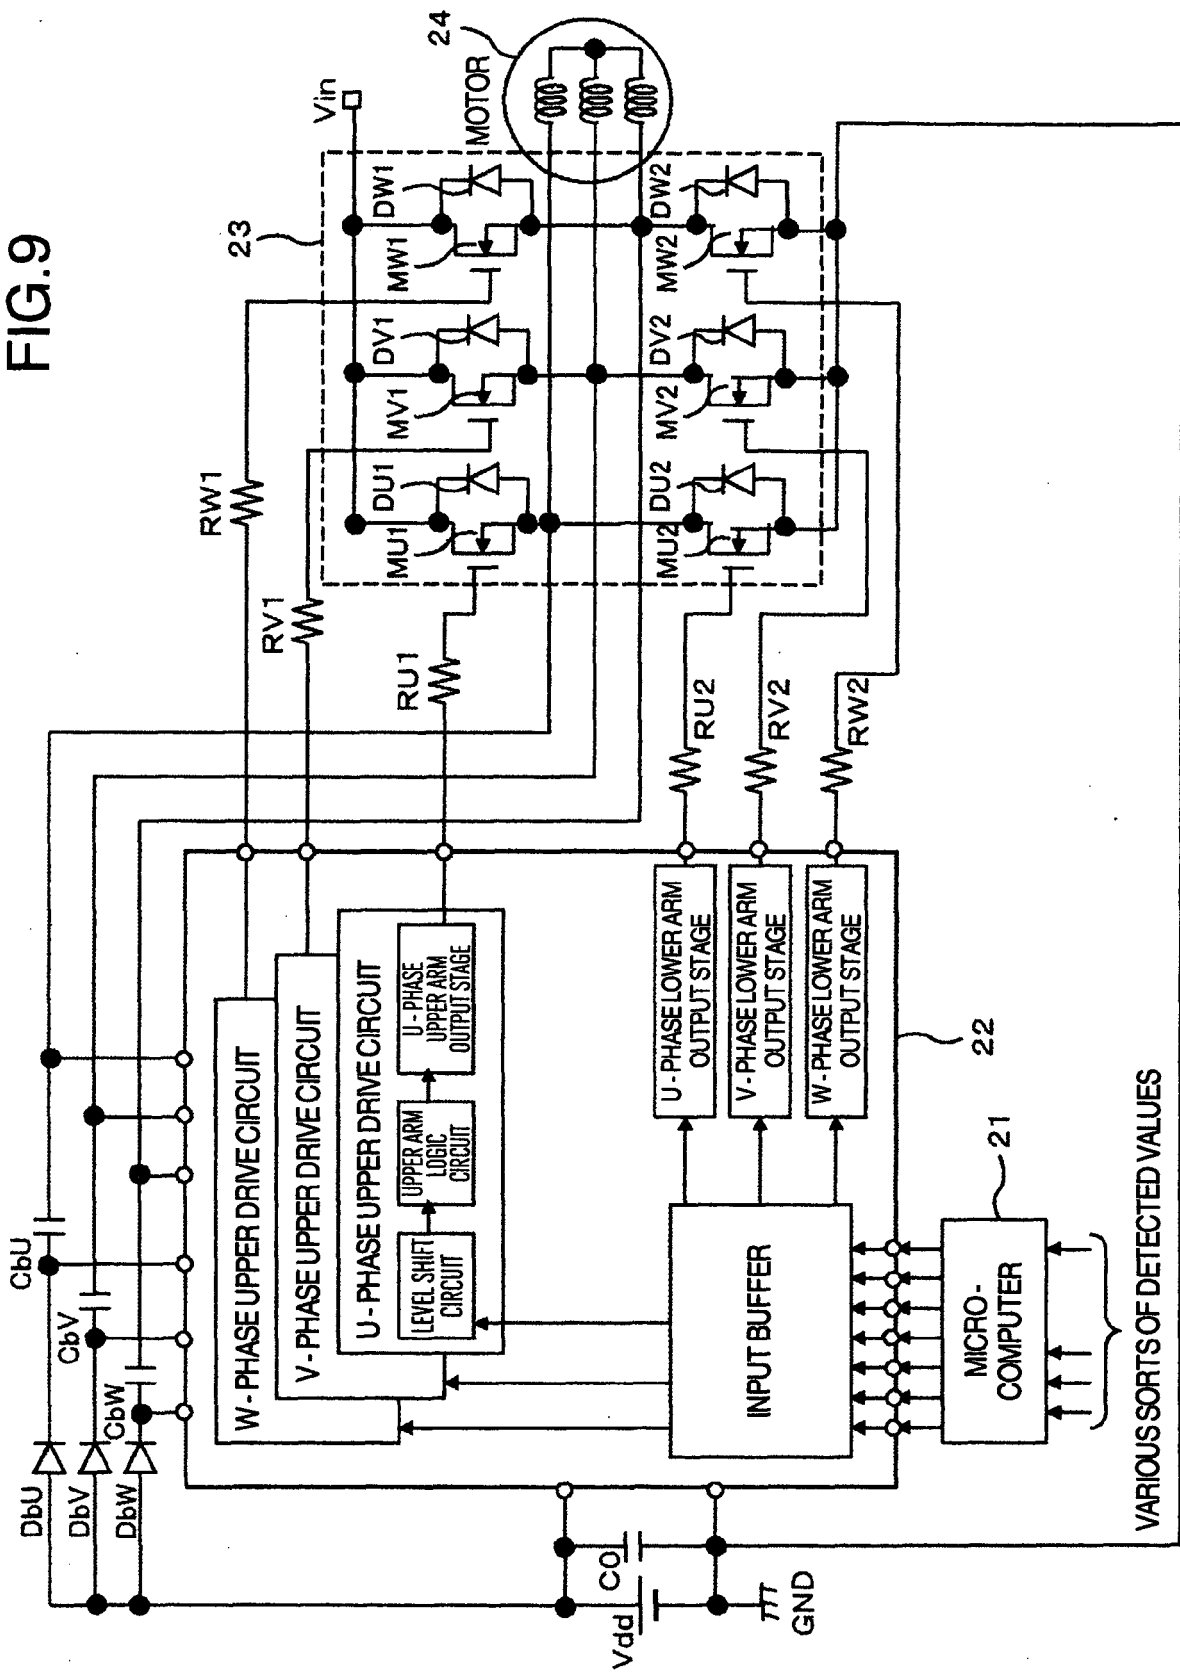 FIG.9
Vin
MOTOR
24
23
MW1
DW1
MV1
DV1
MU1
DU1
MW2
DW2
MV2
DV2
MU2
DU2
RW1
RV1
RU1
RU2
RV2
RW2
W-PHASE UPPER DRIVE CIRCUIT
V-PHASE UPPER DRIVE CIRCUIT
U-PHASE UPPER DRIVE CIRCUIT
LEVEL SHIFT
CIRCUIT
UPPER ARM
LOGIC
CIRCUIT
U-PHASE
UPPER ARM
OUTPUT STAGE
U-PHASE LOWER ARM
OUTPUT STAGE
V-PHASE LOWER ARM
OUTPUT STAGE
W-PHASE LOWER ARM
OUTPUT STAGE
22
INPUT BUFFER
MICRO-
COMPUTER
21
VARIOUS SORTS OF DETECTED VALUES
CbU
CbV
CbW
DbU
DbV
DbW
C0
Vdd
GND